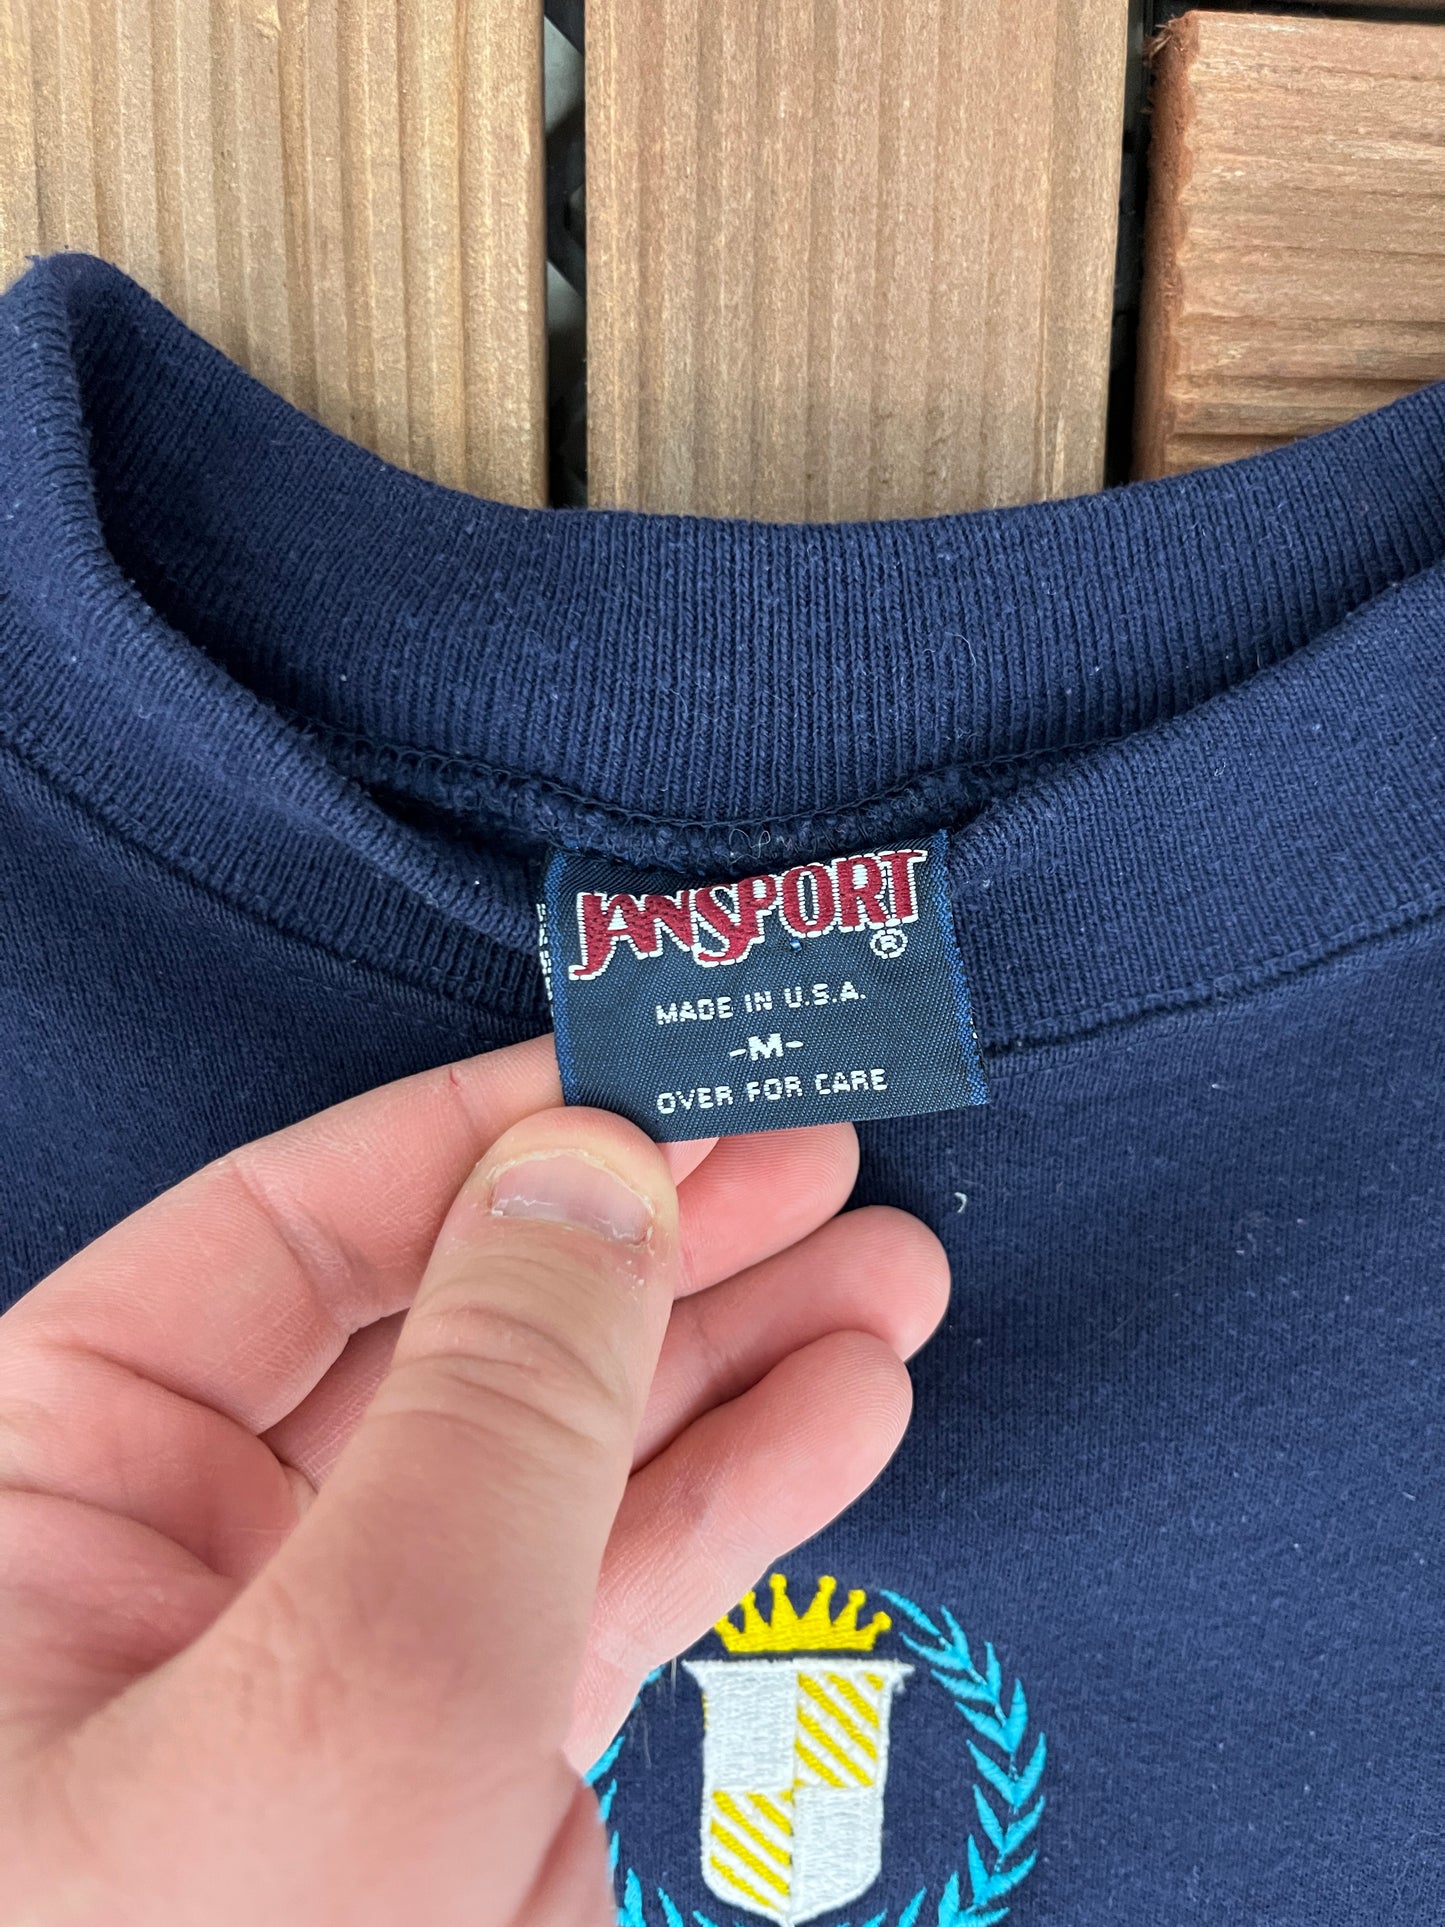 JANSPORT®
MADE IN U.S.A.
-M-
OVER FOR CARE